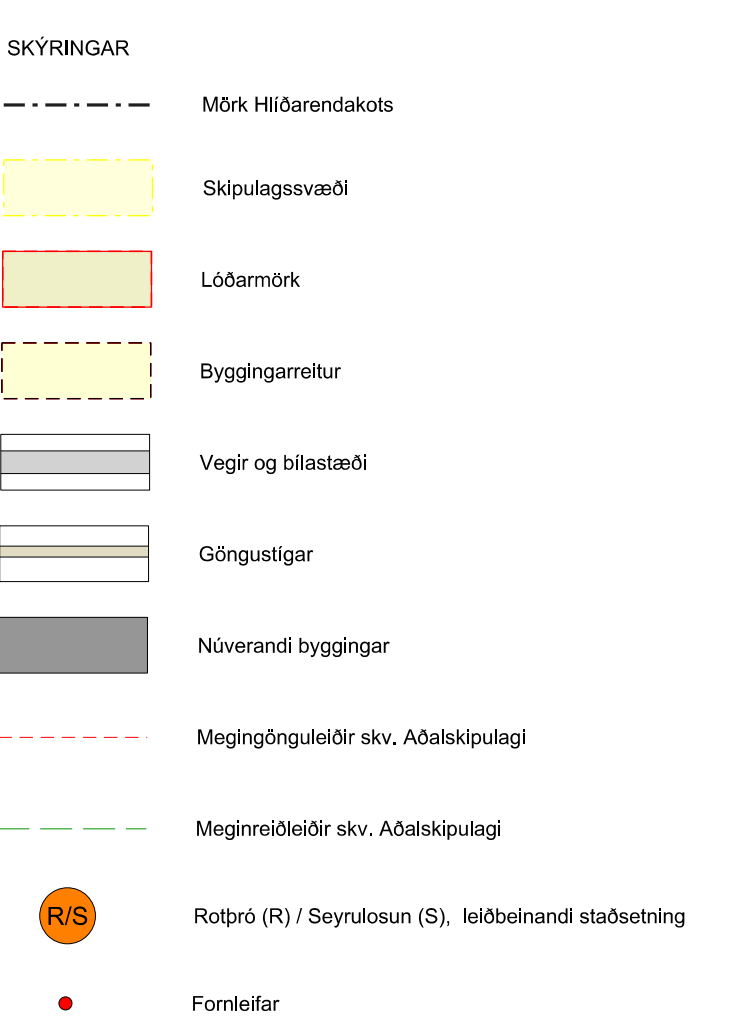 SKÝRINGAR
Mörk Hlíðarendakots
Skipulagssvæði
Lóðarmörk
Byggingarreitur
Vegir og bílastæði
Göngustígar
Núverandi byggingar
Megingönguleiðir skv. Aðalskipulagi
Meginreiðleiðir skv. Aðalskipulagi
R/S Rotþró (R) / Seyrulosun (S), leiðbeinandi staðsetning
Fornleifar